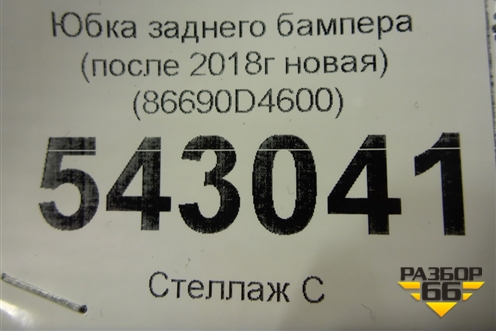 Юбка заднего бампера
(после 2018г новая)
(86690D4600)
543041
Стеллаж С
РАЗБОР
66